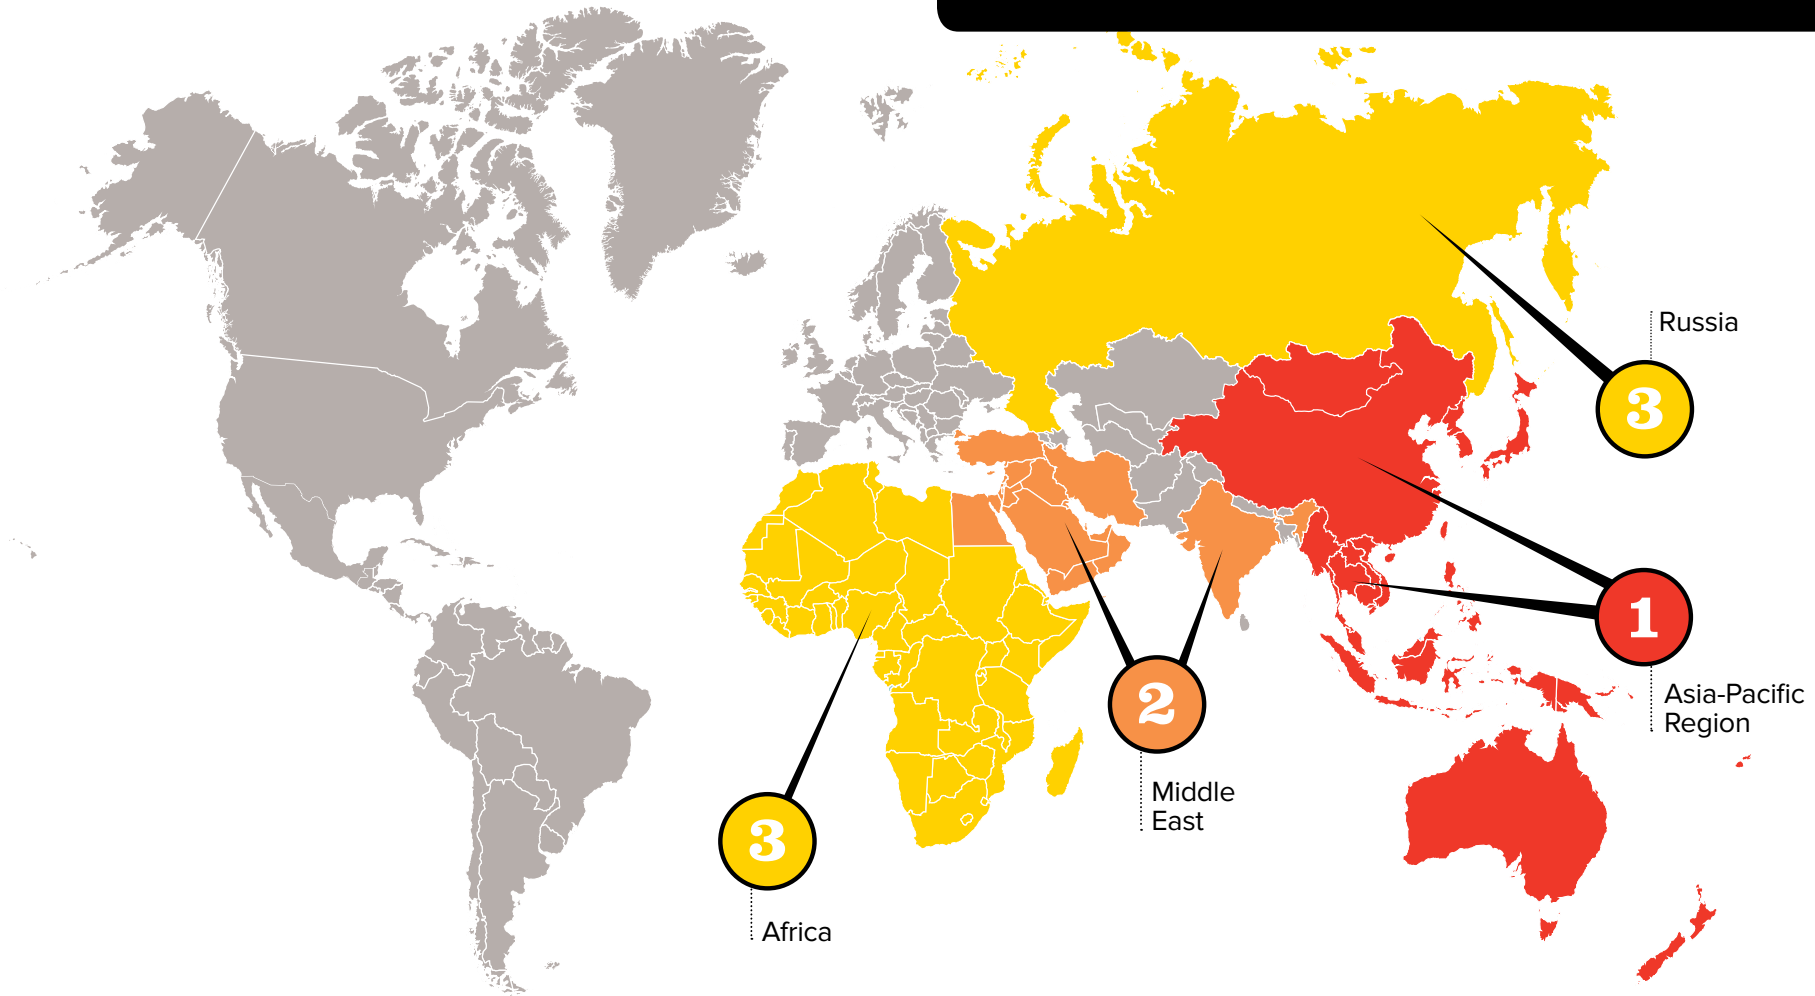 Russia
3
1
Asia-Pacific
Region
2
Middle
East
3
Africa